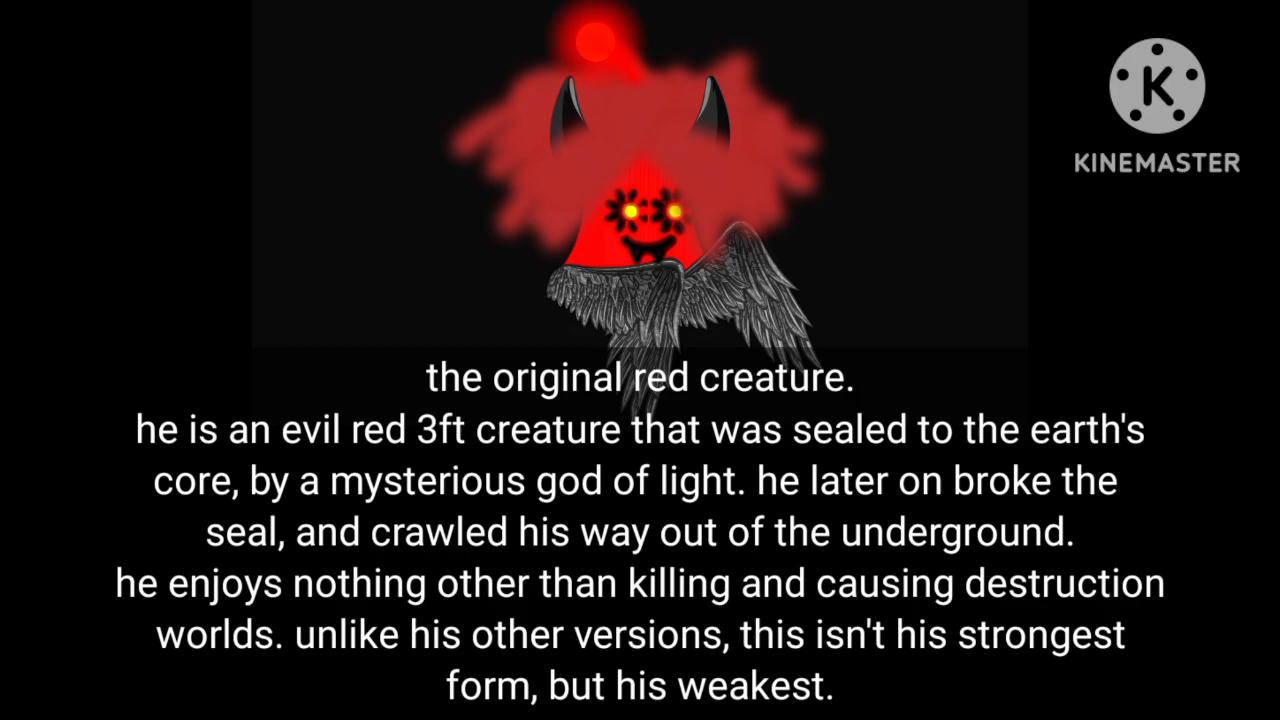 K
KINEMASTER
the original red creature.
he is an evil red 3ft creature that was sealed to the earth's
core, by a mysterious god of light. he later on broke the
seal, and crawled his way out of the underground.
he enjoys nothing other than killing and causing destruction
worlds. unlike his other versions, this isn't his strongest
form, but his weakest.